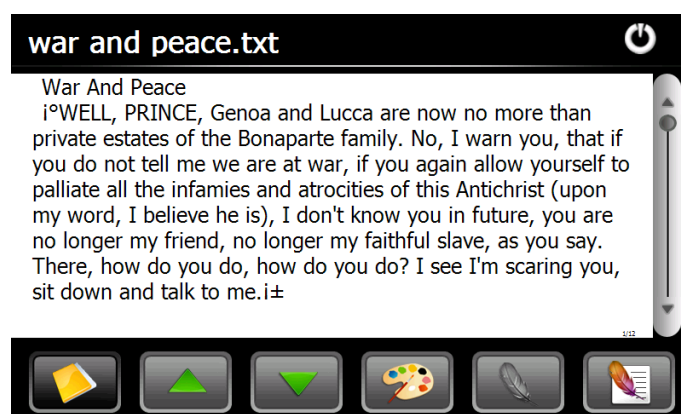 war and peace.txt
War And Peace
i°WELL, PRINCE, Genoa and Lucca are now no more than
private estates of the Bonaparte family. No, I warn you, that if
you do not tell me we are at war, if you again allow yourself to
palliate all the infamies and atrocities of this Antichrist (upon
my word, I believe he is), I don't know you in future, you are
no longer my friend, no longer my faithful slave, as you say.
There, how do you do, how do you do? I see I'm scaring you,
sit down and talk to me.i±
1/12